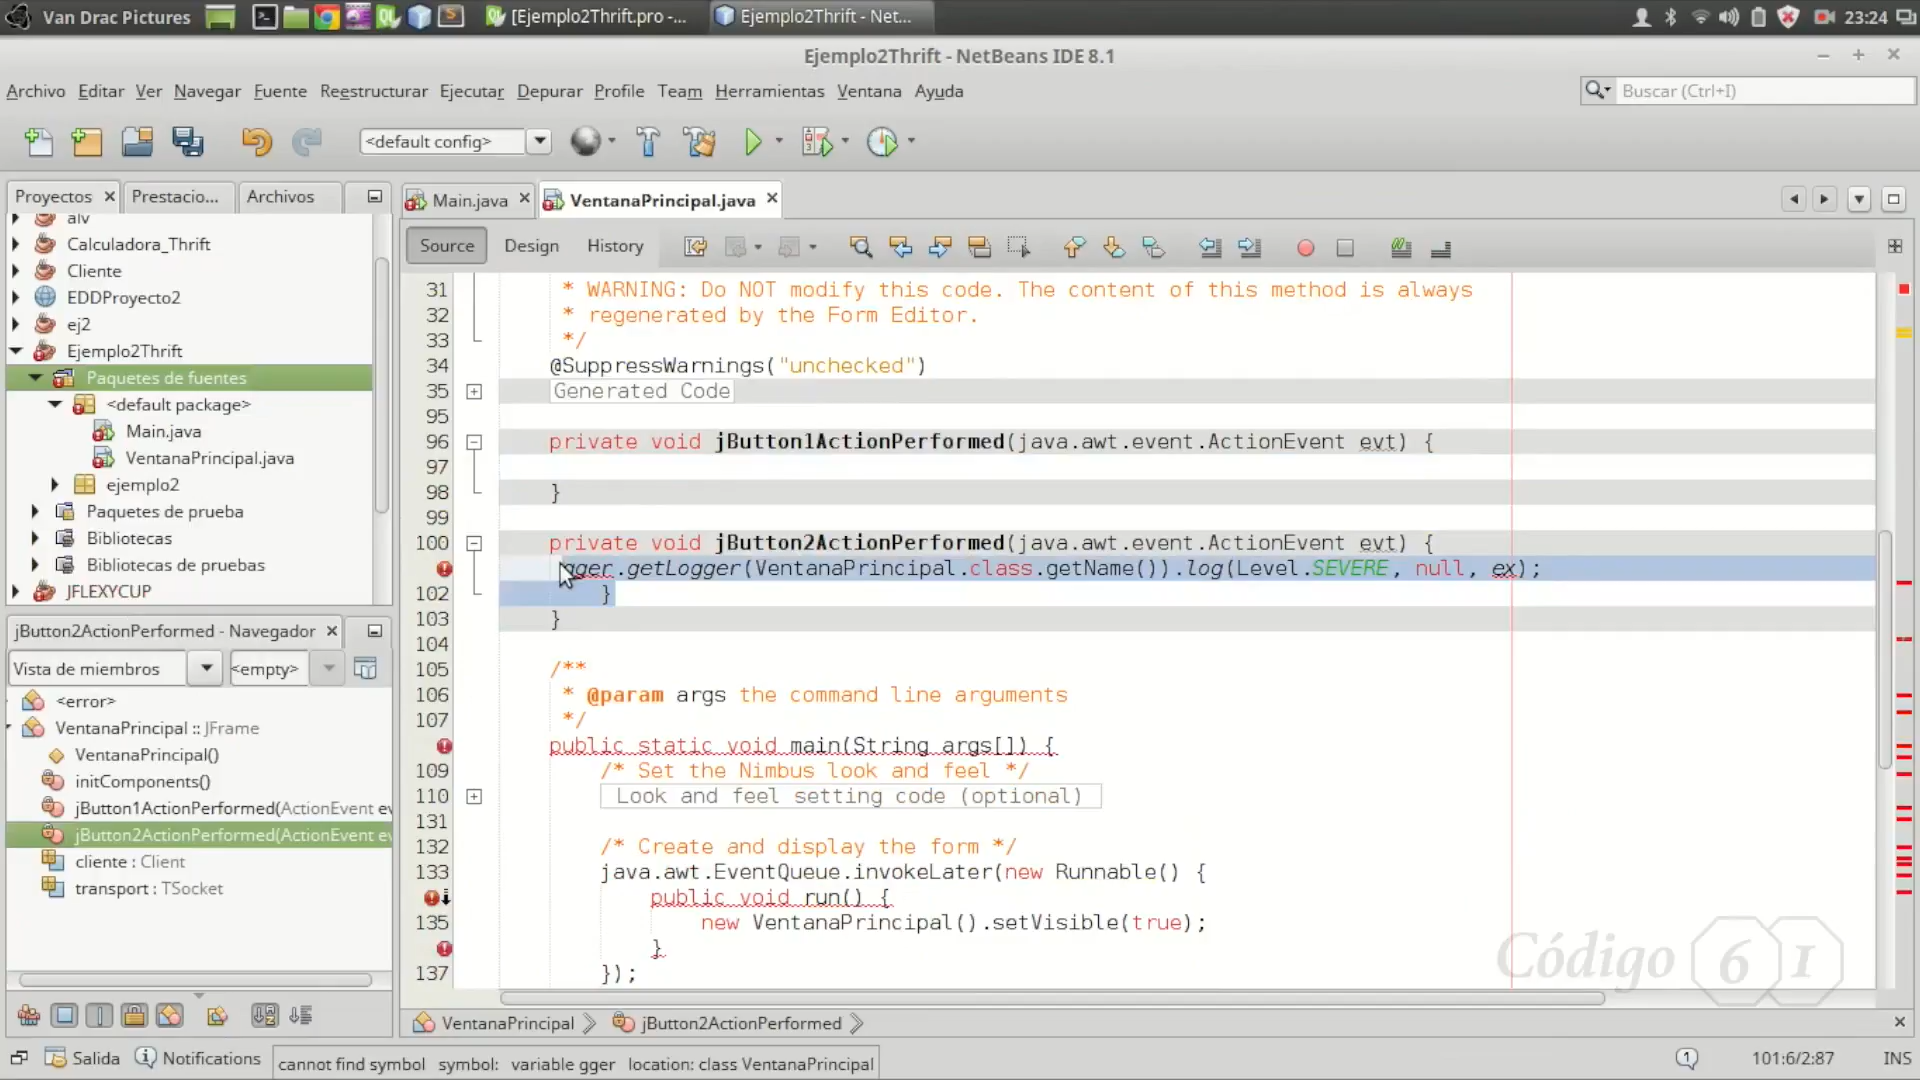 Van Drac Pictures
[Ejemplo2Thrift.pro -...
Ejemplo2Thrift - Net...
23:24
Ejemplo2Thrift - NetBeans IDE 8.1
Archivo Editar Ver Navegar Fuente Reestructurar Ejecutar Depurar Profile Team Herramientas Ventana Ayuda
Buscar (Ctrl+I)
<default config>
Proyectos
Prestacio...
Archivos
Main.java
VentanaPrincipal.java
Source
Design
History
alv
Calculadora_Thrift
Cliente
EDDProyecto2
ej2
Ejemplo2Thrift
Paquetes de fuentes
<default package>
Main.java
VentanaPrincipal.java
ejemplo2
Paquetes de prueba
Bibliotecas
Bibliotecas de pruebas
JFLEXYCUP
jButton2ActionPerformed - Navegador
Vista de miembros
<empty>
<error>
VentanaPrincipal :: JFrame
VentanaPrincipal()
initComponents()
jButton1ActionPerformed(ActionEvent ev
jButton2ActionPerformed(ActionEvent ev
cliente : Client
transport : TSocket
31 * WARNING: Do NOT modify this code. The content of this method is always
32 * regenerated by the Form Editor.
33 */
34 @SuppressWarnings("unchecked")
35 Generated Code
95
96 private void jButton1ActionPerformed(java.awt.event.ActionEvent evt) {
97
98 }
99
100 private void jButton2ActionPerformed(java.awt.event.ActionEvent evt) {
gger.getLogger(VentanaPrincipal.class.getName()).log(Level.SEVERE, null, ex);
102 }
103 }
104
105 /**
106 * @param args the command line arguments
107 */
public static void main(String args[]) {
109 /* Set the Nimbus look and feel */
110 Look and feel setting code (optional)
131
132 /* Create and display the form */
133 java.awt.EventQueue.invokeLater(new Runnable() {
public void run() {
135 new VentanaPrincipal().setVisible(true);
}
137 });
Código 6 1
VentanaPrincipal
jButton2ActionPerformed
Salida
Notifications
cannot find symbol symbol: variable gger location: class VentanaPrincipal
1
101:6/2:87
INS